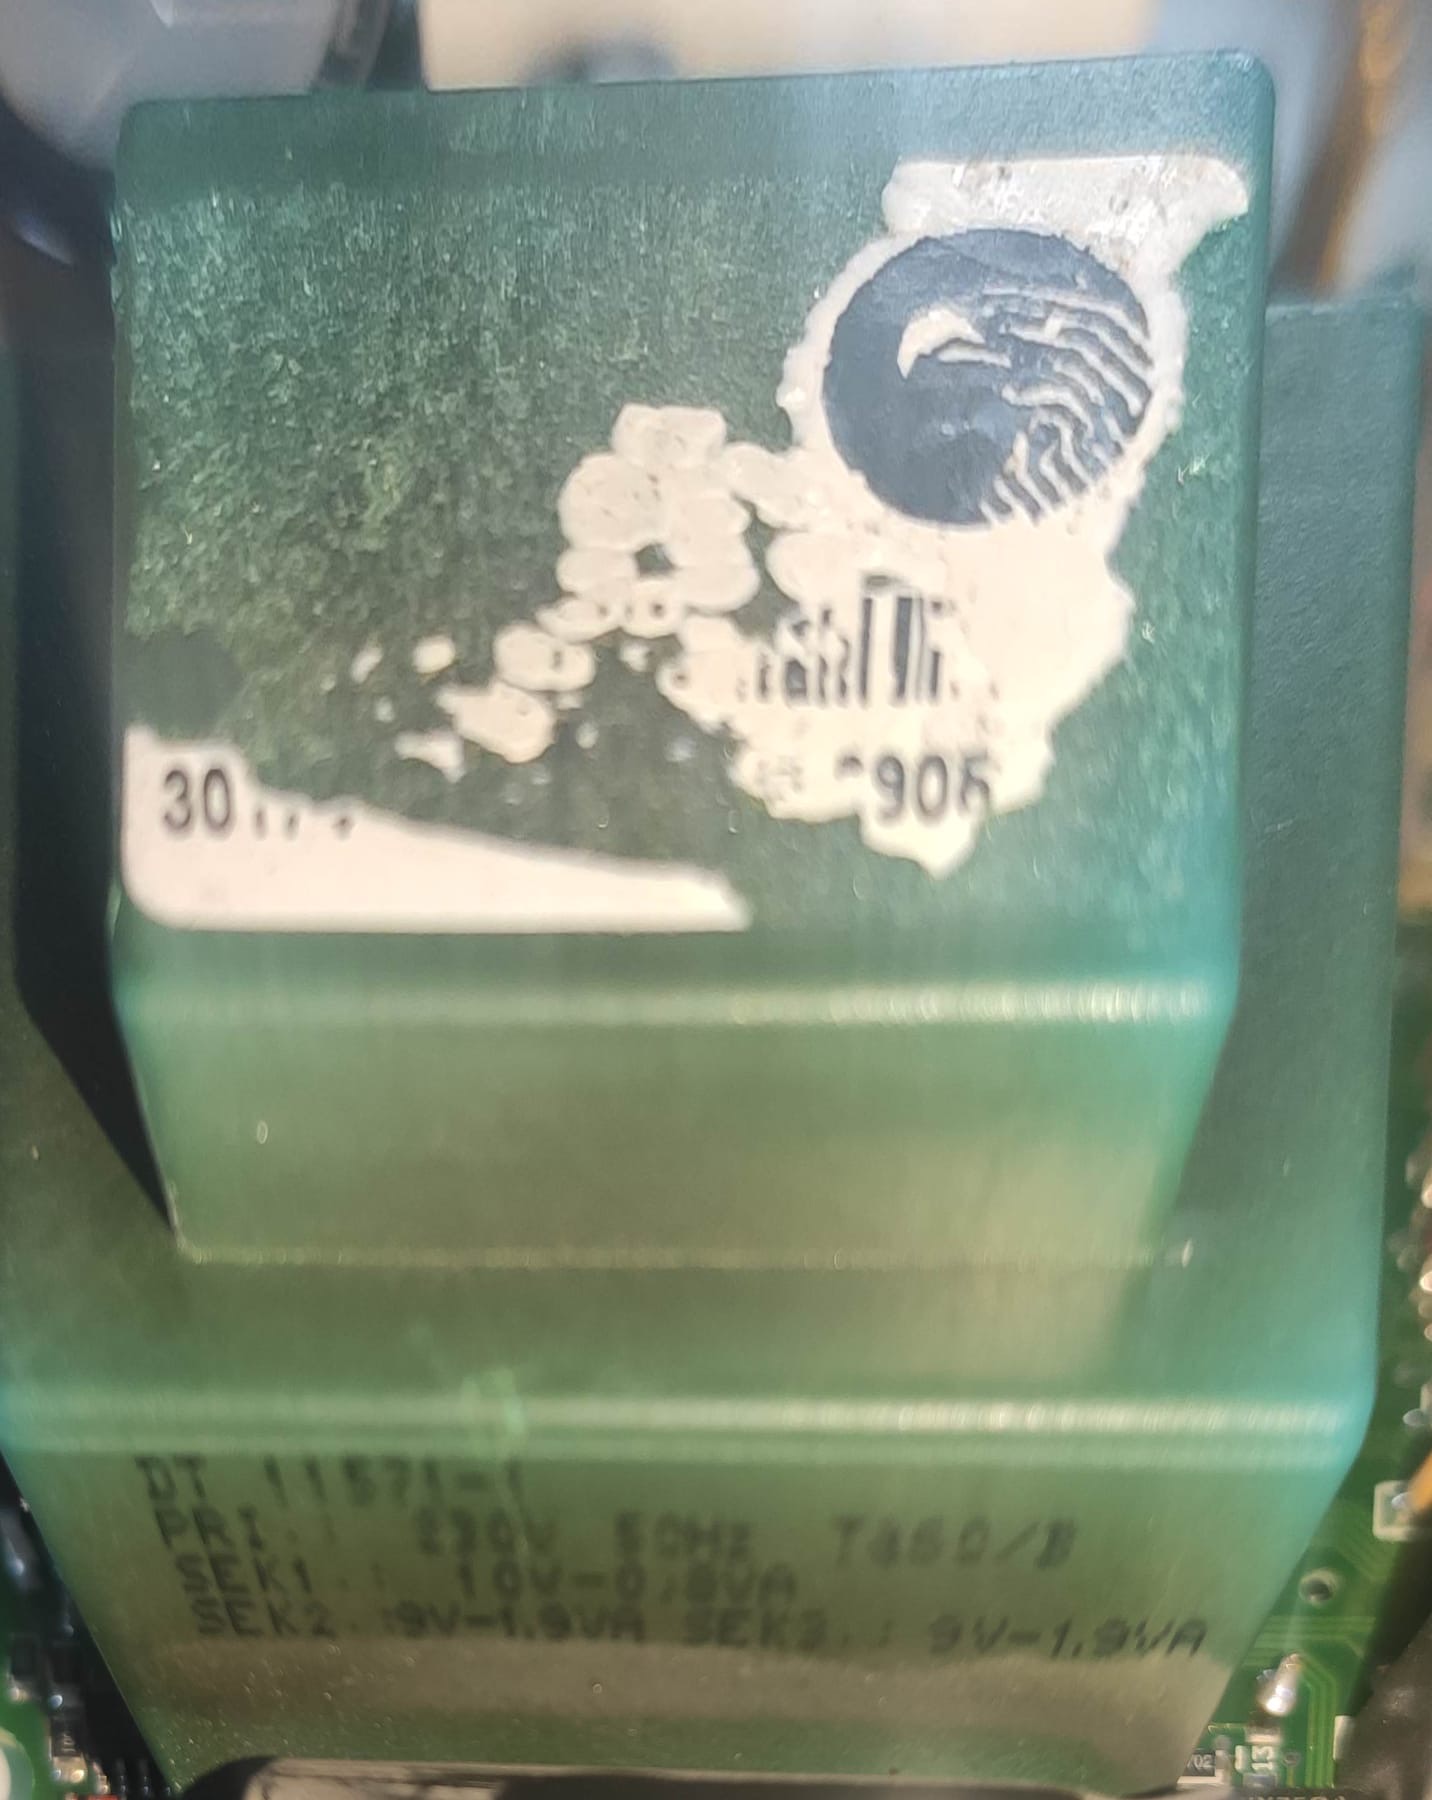 30
906
DT 11571-1
PRI.: 230V 50Hz Ta60/B
SEK1.: 10V-0,8VA
SEK2.:9V-1.9VA SEK3.: 9V-1.9VA